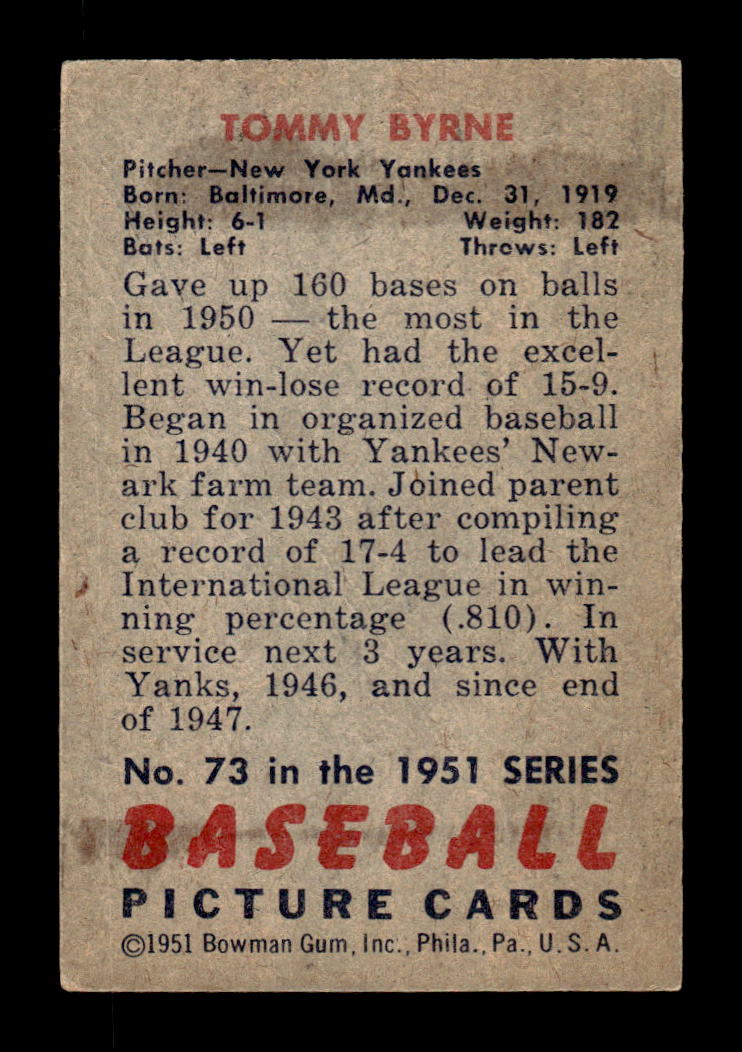 TOMMY BYRNE
Pitcher—New York Yankees
Born: Baltimore, Md., Dec. 31, 1919
Height: 6-1 Weight: 182
Bats: Left Throws: Left
Gave up 160 bases on balls
in 1950 — the most in the
League. Yet had the excel-
lent win-lose record of 15-9.
Began in organized baseball
in 1940 with Yankees' New-
ark farm team. Joined parent
club for 1943 after compiling
a record of 17-4 to lead the
International League in win-
ning percentage (.810). In
service next 3 years. With
Yanks, 1946, and since end
of 1947.
No. 73 in the 1951 SERIES
BASEBALL
PICTURE CARDS
©1951 Bowman Gum, Inc., Phila., Pa., U.S.A.